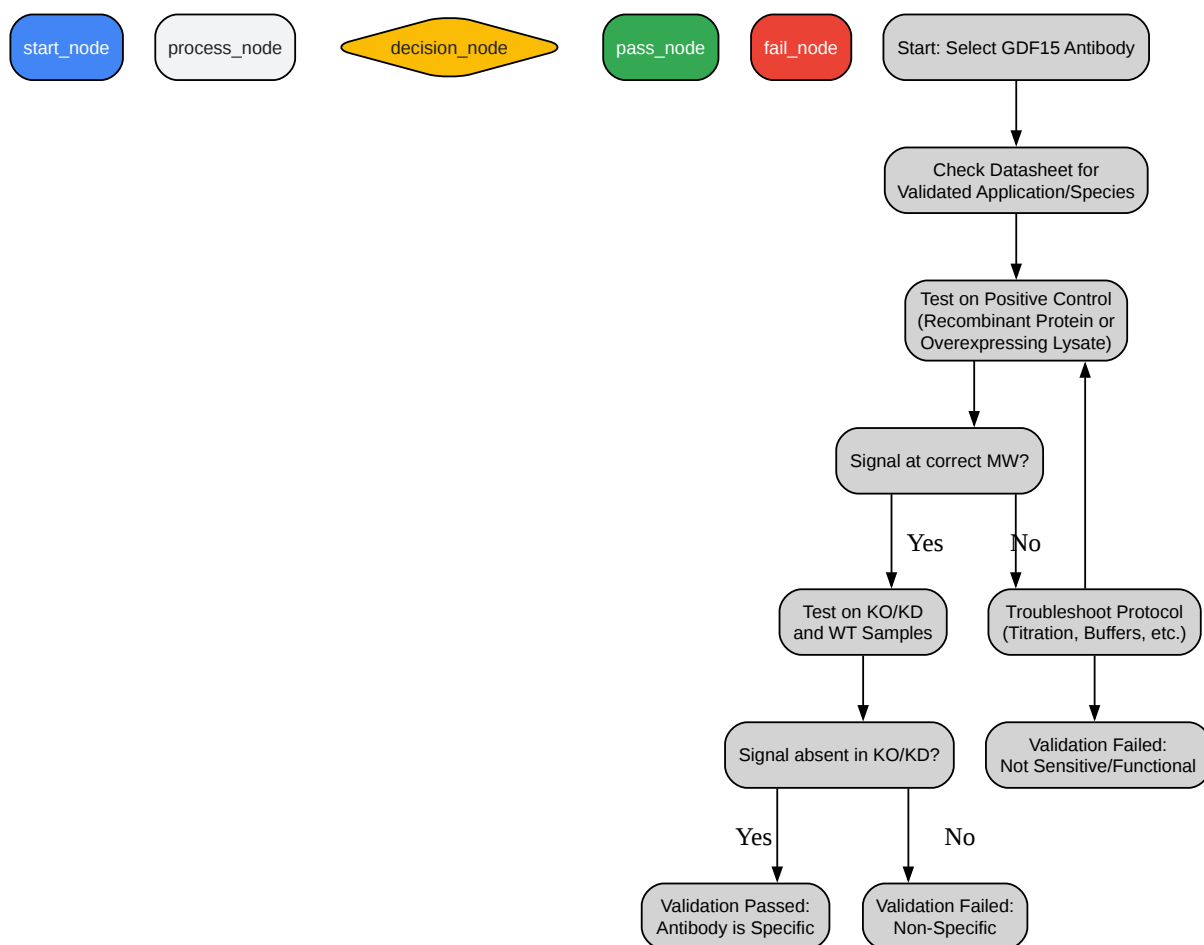 start_node
process_node
decision_node
pass_node
fail_node
Start: Select GDF15 Antibody
Check Datasheet for
Validated Application/Species
Test on Positive Control
(Recombinant Protein or
Overexpressing Lysate)
Signal at correct MW?
Yes
No
Test on KO/KD
and WT Samples
Troubleshoot Protocol
(Titration, Buffers, etc.)
Signal absent in KO/KD?
Validation Failed:
Not Sensitive/Functional
Yes
No
Validation Passed:
Antibody is Specific
Validation Failed:
Non-Specific